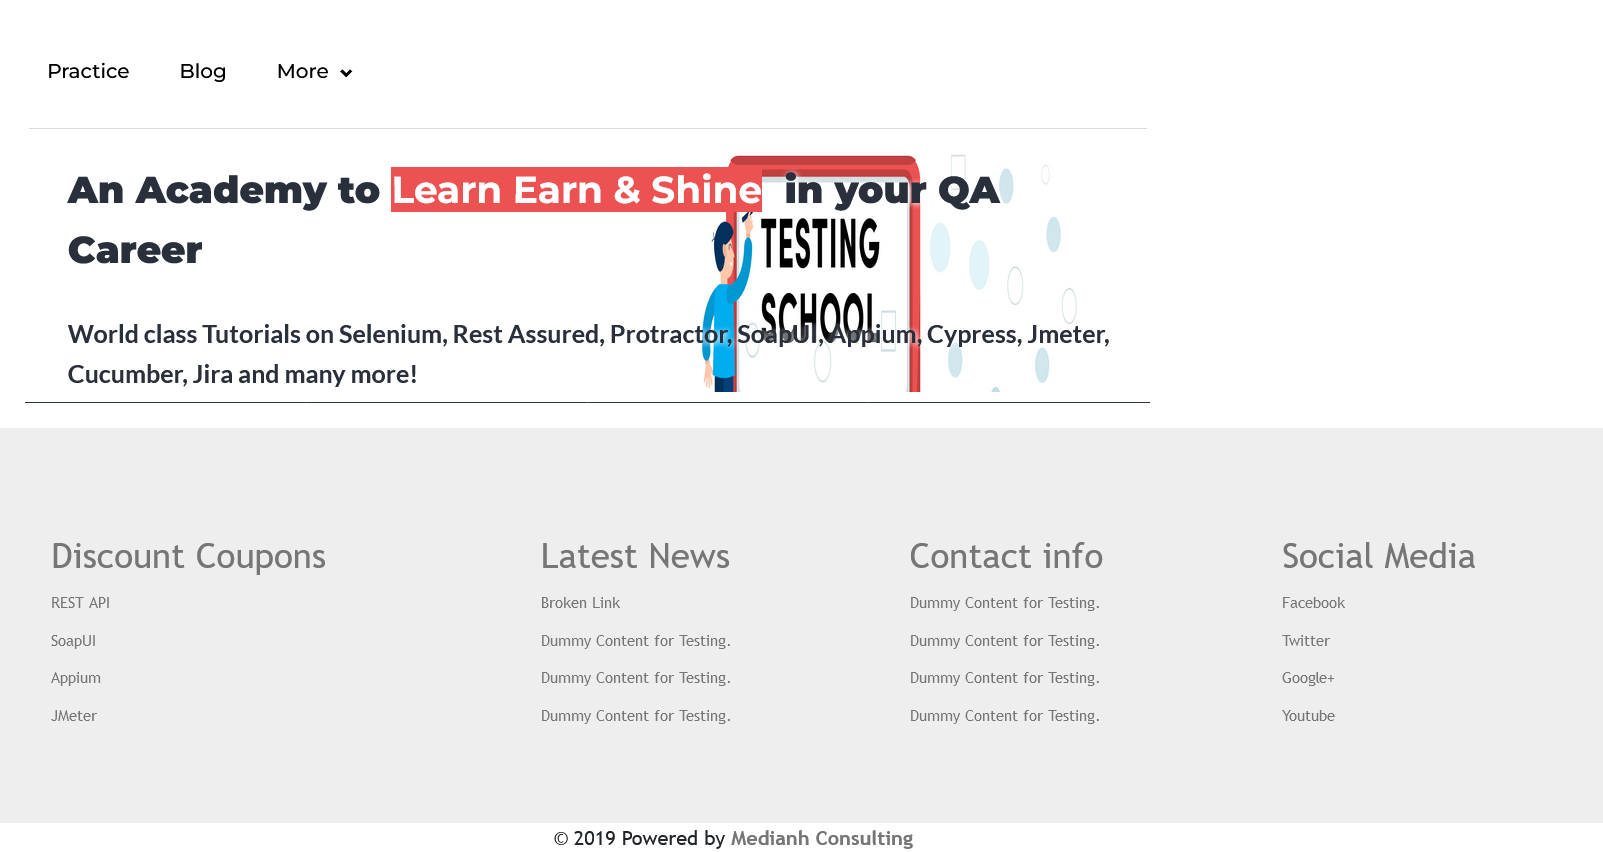 Practice Blog More
An Academy to Learn Earn & Shine in your QA
Career
TESTING
SCHOOL
World class Tutorials on Selenium, Rest Assured, Protractor, SoapUI, Appium, Cypress, Jmeter,
Cucumber, Jira and many more!
Discount Coupons Latest News Contact info Social Media
REST API Broken Link Dummy Content for Testing. Facebook
SoapUI Dummy Content for Testing. Dummy Content for Testing. Twitter
Appium Dummy Content for Testing. Dummy Content for Testing. Google+
JMeter Dummy Content for Testing. Dummy Content for Testing. Youtube
© 2019 Powered by Medianh Consulting